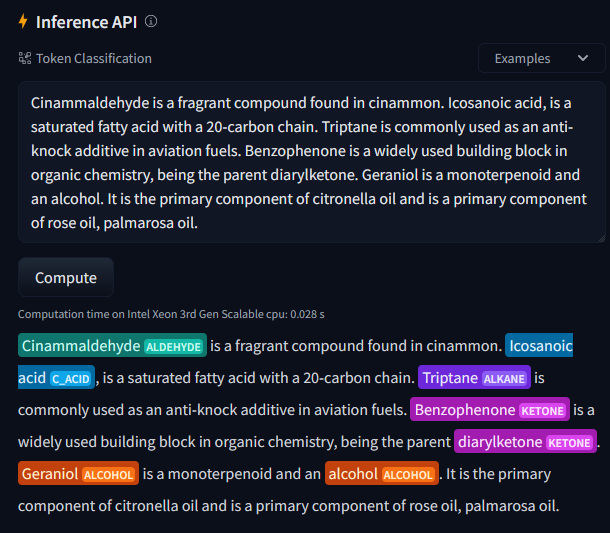 Inference API
Token Classification
Examples
Cinammaldehyde is a fragrant compound found in cinammon. Icosanoic acid, is a
saturated fatty acid with a 20-carbon chain. Triptane is commonly used as an anti-
knock additive in aviation fuels. Benzophenone is a widely used building block in
organic chemistry, being the parent diarylketone. Geraniol is a monoterpenoid and
an alcohol. It is the primary component of citronella oil and is a primary component
of rose oil, palmarosa oil.
Compute
Computation time on Intel Xeon 3rd Gen Scalable cpu: 0.028 s
Cinammaldehyde ALDEHYDE is a fragrant compound found in cinammon. Icosanoic
acid C_ACID , is a saturated fatty acid with a 20-carbon chain. Triptane ALKANE is
commonly used as an anti-knock additive in aviation fuels. Benzophenone KETONE is a
widely used building block in organic chemistry, being the parent diarylketone KETONE .
Geraniol ALCOHOL is a monoterpenoid and an alcohol ALCOHOL . It is the primary
component of citronella oil and is a primary component of rose oil, palmarosa oil.